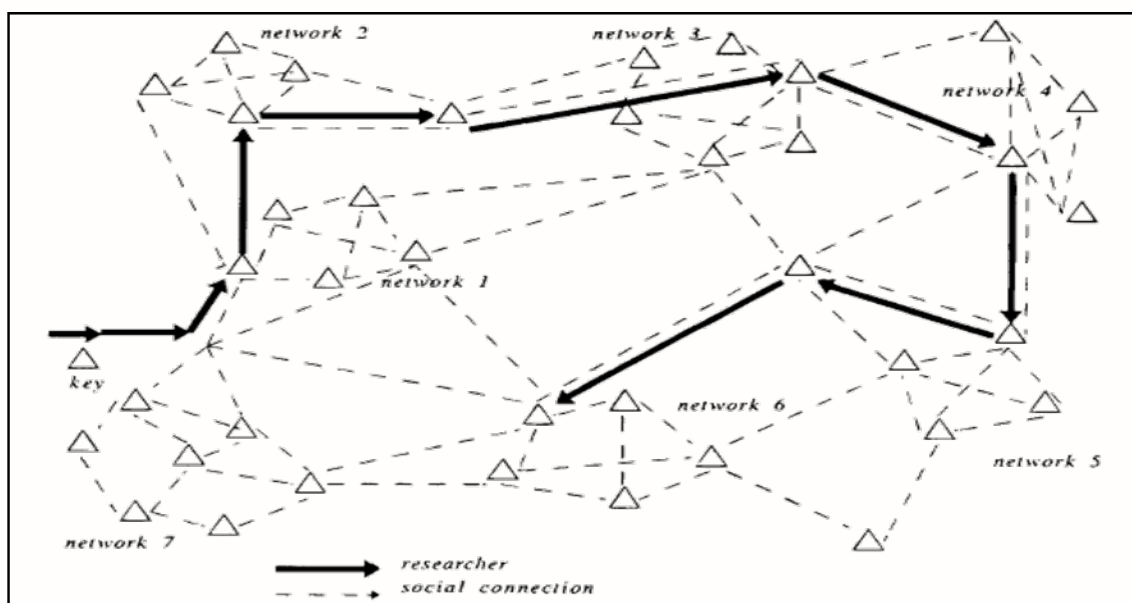 network 2
network 3
network 4
network 1
key
network 6
network 5
network 7
researcher
social connection